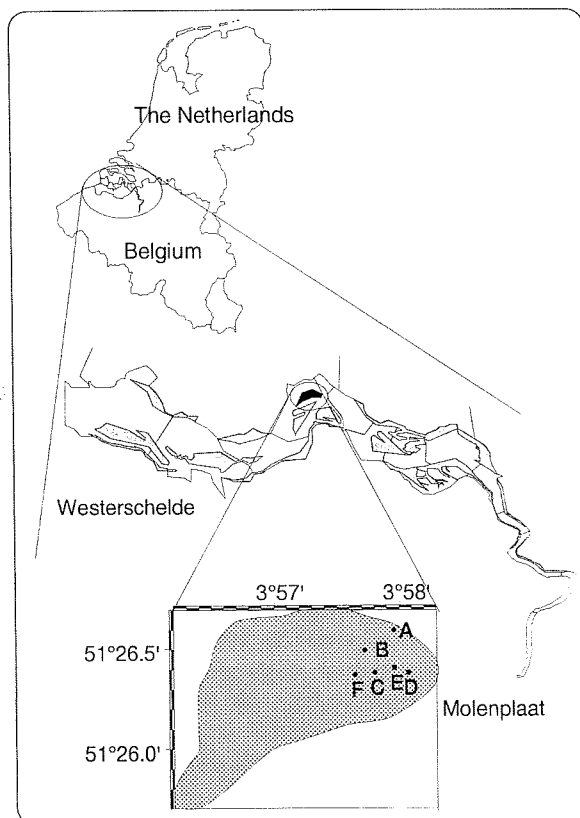 The Netherlands
Belgium
Westerschelde
3°57' 3°58'
A
51°26.5' B
F C E D
Molenplaat
51°26.0'